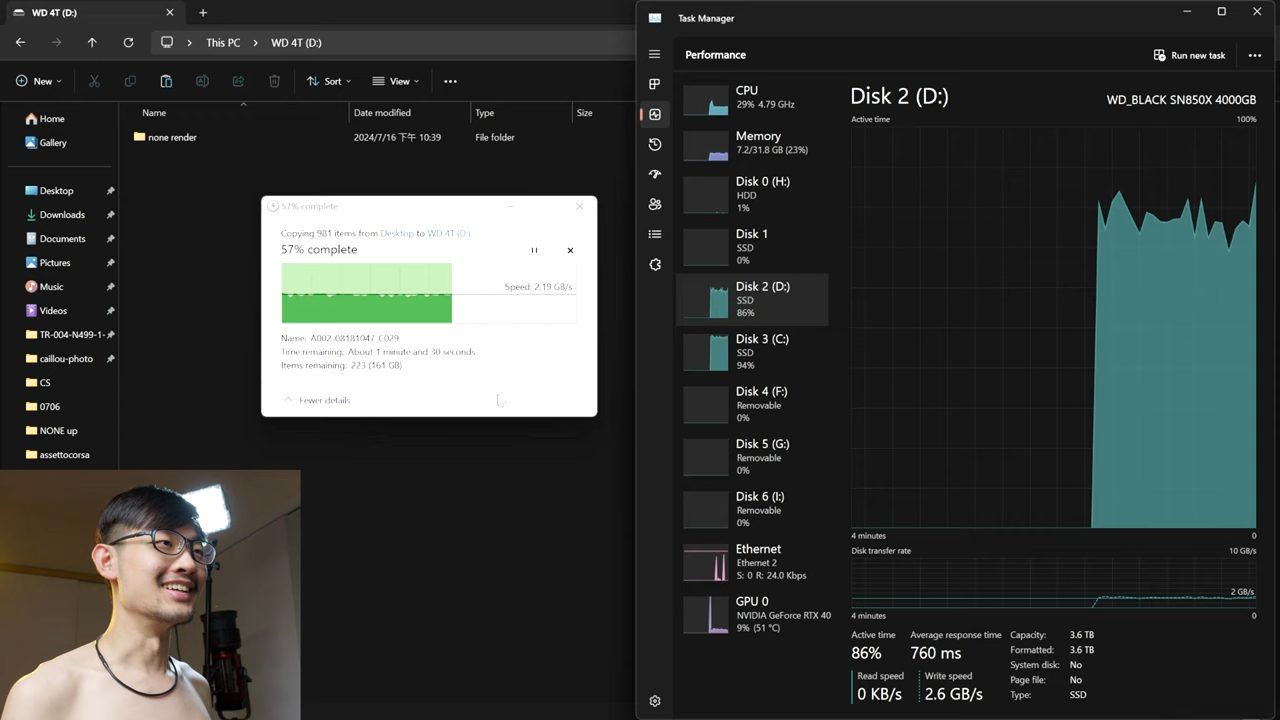 WD 4T (D:)
This PC
WD 4T (D:)
New
Sort
View
Name
Date modified
Type
Size
none render
2024/7/16 下午 10:39
File folder
Home
Gallery
Desktop
Downloads
Documents
Pictures
Music
Videos
TR-004-N499-1-
caillou-photo
CS
0706
NONE up
assettocorsa
57% complete
Copying 981 items from Desktop to WD 4T (D:)
57% complete
Speed: 2.19 GB/s
Name: A002_08181047_C029
Time remaining: About 1 minute and 30 seconds
Items remaining: 223 (161 GB)
Fewer details
Task Manager
Performance
Run new task
CPU
29% 4.79 GHz
Memory
7.2/31.8 GB (23%)
Disk 0 (H:)
HDD
1%
Disk 1
SSD
0%
Disk 2 (D:)
SSD
86%
Disk 3 (C:)
SSD
94%
Disk 4 (F:)
Removable
0%
Disk 5 (G:)
Removable
0%
Disk 6 (I:)
Removable
0%
Ethernet
Ethernet 2
S: 0 R: 24.0 Kbps
GPU 0
NVIDIA GeForce RTX 40
9% (51 °C)
Disk 2 (D:)
WD_BLACK SN850X 4000GB
Active time
100%
4 minutes
0
Disk transfer rate
10 GB/s
2 GB/s
4 minutes
0
Active time
86%
Average response time
760 ms
Read speed
0 KB/s
Write speed
2.6 GB/s
Capacity: 3.6 TB
Formatted: 3.6 TB
System disk: No
Page file: No
Type: SSD